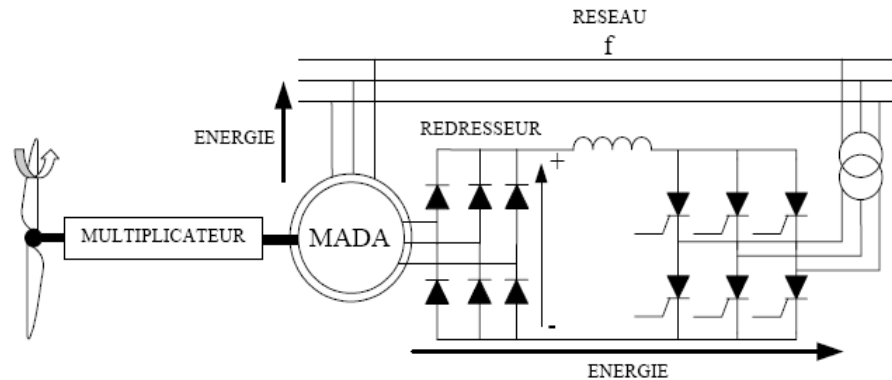 RESEAU
f
ENERGIE
REDRESSEUR
+
MULTIPLICATEUR
MADA
-
ENERGIE